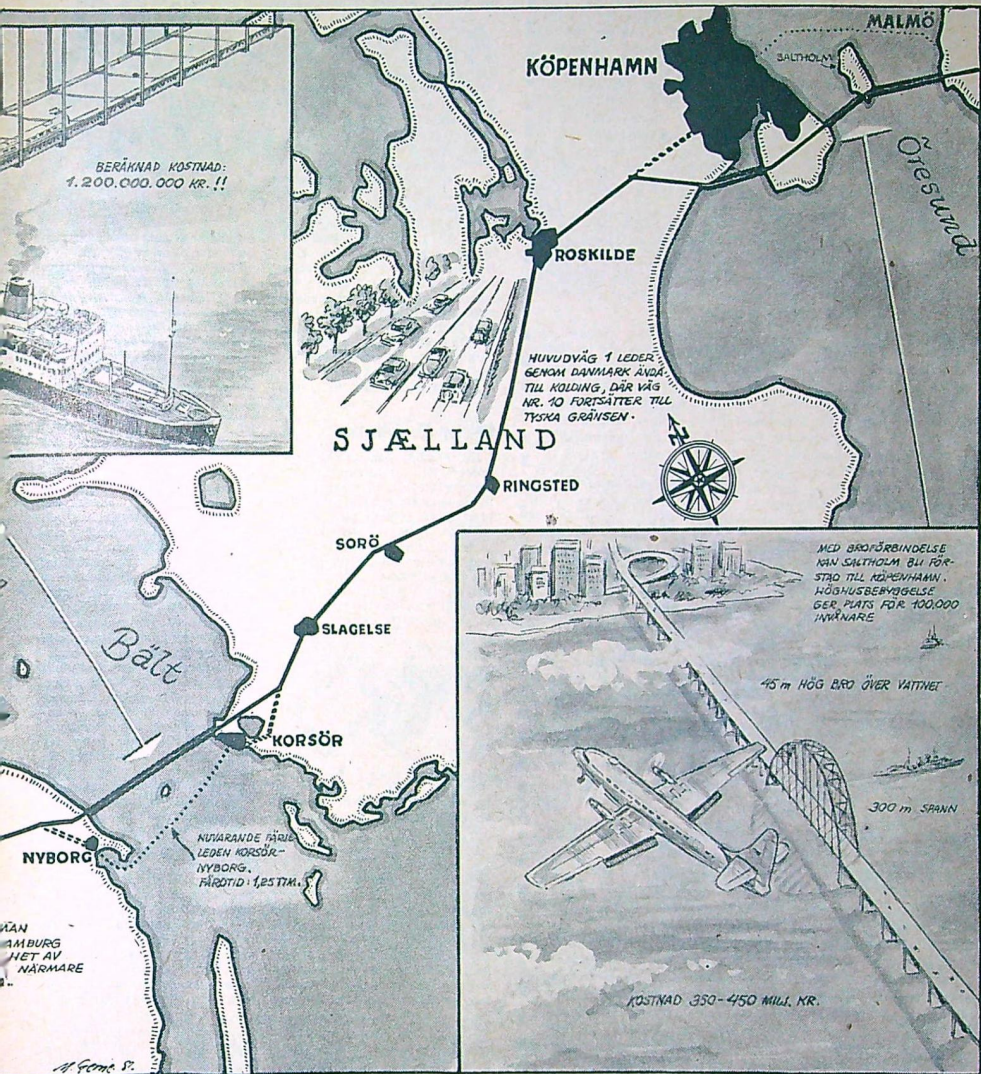 MALMÖ
SALTHOLM
KÖPENHAMN
Öresund
BERÄKNAD KOSTNAD:
1.200.000.000 KR. !!
ROSKILDE
HUVUDVÄG 1 LEDER
GENOM DANMARK ÄNDA
TILL KOLDING, DÄR VÄG
NR. 10 FORTSÄTTER TILL
TYSKA GRÄNSEN.
SJÆLLAND
N
RINGSTED
SORÖ
SLAGELSE
Bält
KORSÖR
NYBORG
NUVARANDE FÄRJE
LEDEN KORSÖR-
NYBORG.
FÄRDTID: 1,25 TIM.
MAN
AMBURG
HET AV
NÄRMARE
MED BROFÖRBINDELSE
KAN SALTHOLM BLI FÖR-
STAD TILL KÖPENHAMN.
HÖGHUSBEBYGGELSE
GER PLATS FÖR 100.000
INVÅNARE
45 m HÖG BRO ÖVER VATTNET
300 m SPANN
KOSTNAD 350-450 MILJ. KR.